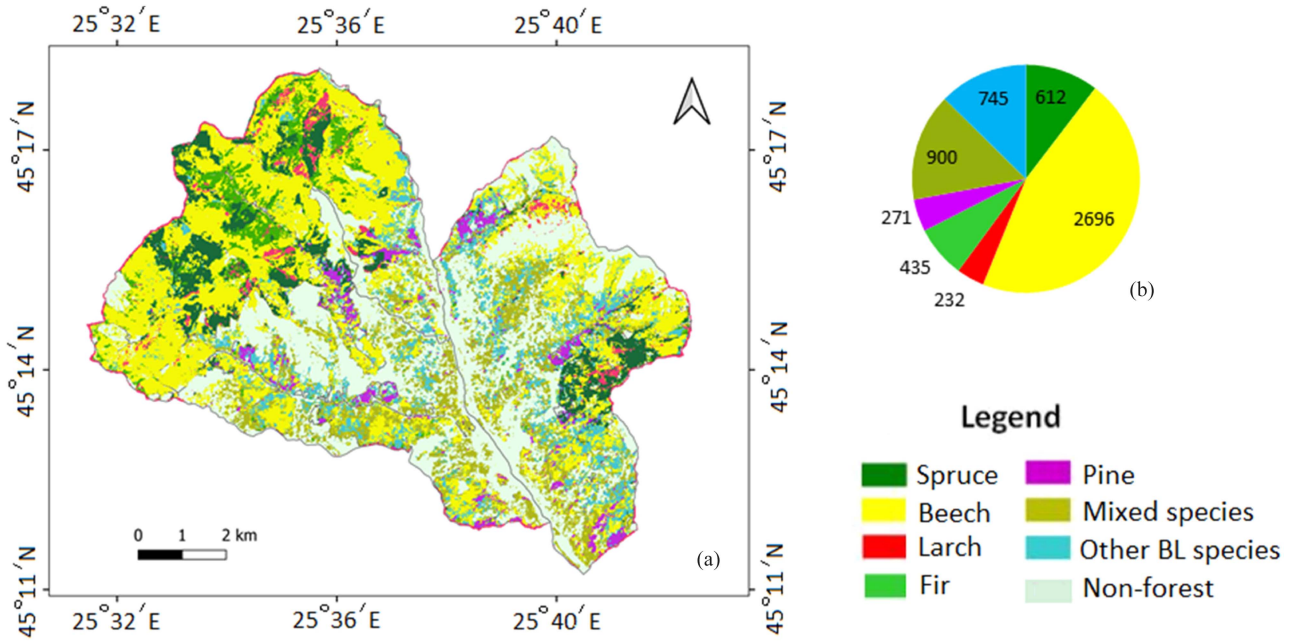 25°32′E 25°36′E 25°40′E
45°17′N
45°14′N
45°11′N
45°17′N
45°14′N
45°11′N
0 1 2 km
(a)
25°32′E 25°36′E 25°40′E
745 612
900
2696
271
435
232
(b)
Legend
Spruce Pine
Beech Mixed species
Larch Other BL species
Fir Non-forest